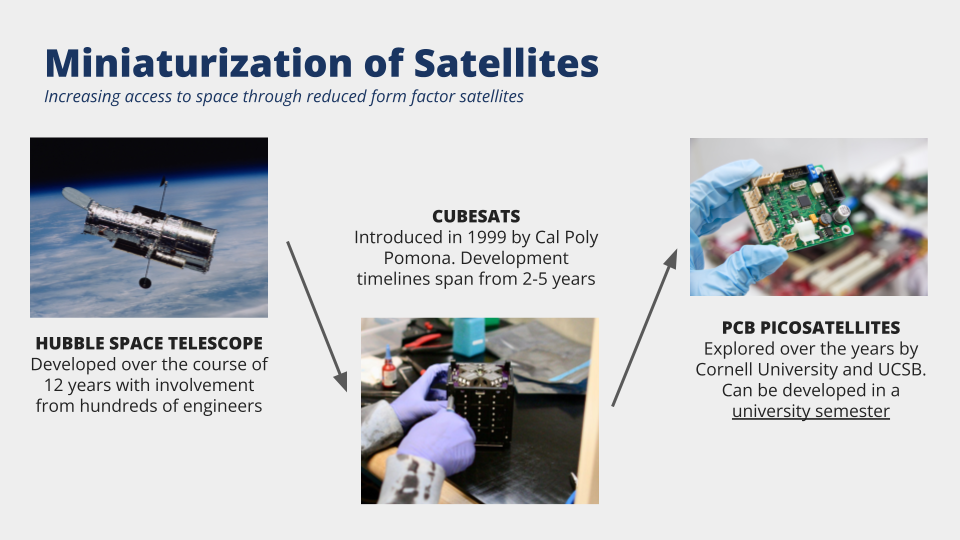 Miniaturization of Satellites
Increasing access to space through reduced form factor satellites
HUBBLE SPACE TELESCOPE
Developed over the course of
12 years with involvement
from hundreds of engineers
CUBESATS
Introduced in 1999 by Cal Poly
Pomona. Development
timelines span from 2-5 years
PCB PICOSATELLITES
Explored over the years by
Cornell University and UCSB.
Can be developed in a
university semester